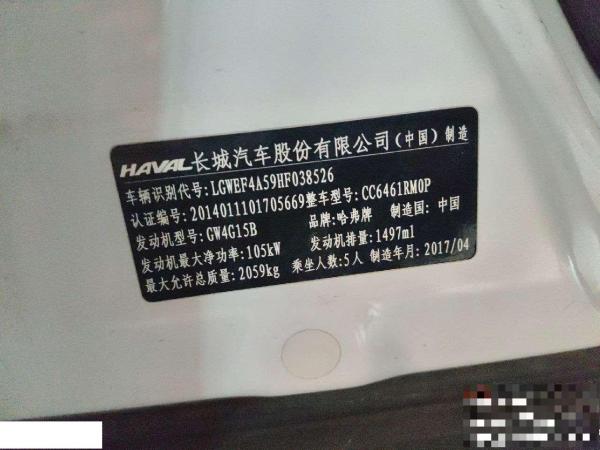 HAVAL长城汽车股份有限公司(中国)制造
车辆识别代号: LGWEF4A59HF038526
认证编号: 2014011101705669整车型号: CC6461RM0P
发动机型号: GW4G15B 品牌: 哈弗牌 制造国: 中国
发动机最大净功率: 105kW 发动机排量: 1497ml
最大允许总质量: 2059kg 乘坐人数: 5人 制造年月: 2017/04